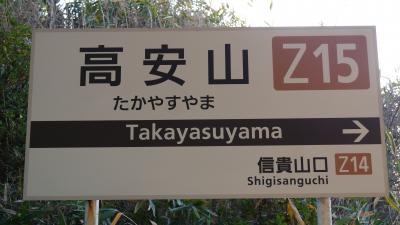 高安山 Z15
たかやすやま
Takayasuyama →
信貴山口 Z14
Shigisanguchi